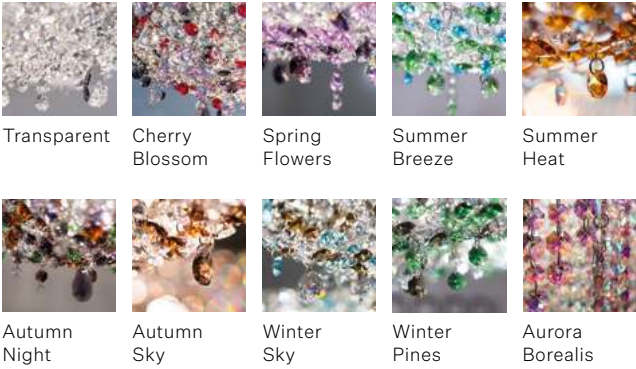 Transparent
Cherry
Blossom
Spring
Flowers
Summer
Breeze
Summer
Heat
Autumn
Night
Autumn
Sky
Winter
Sky
Winter
Pines
Aurora
Borealis